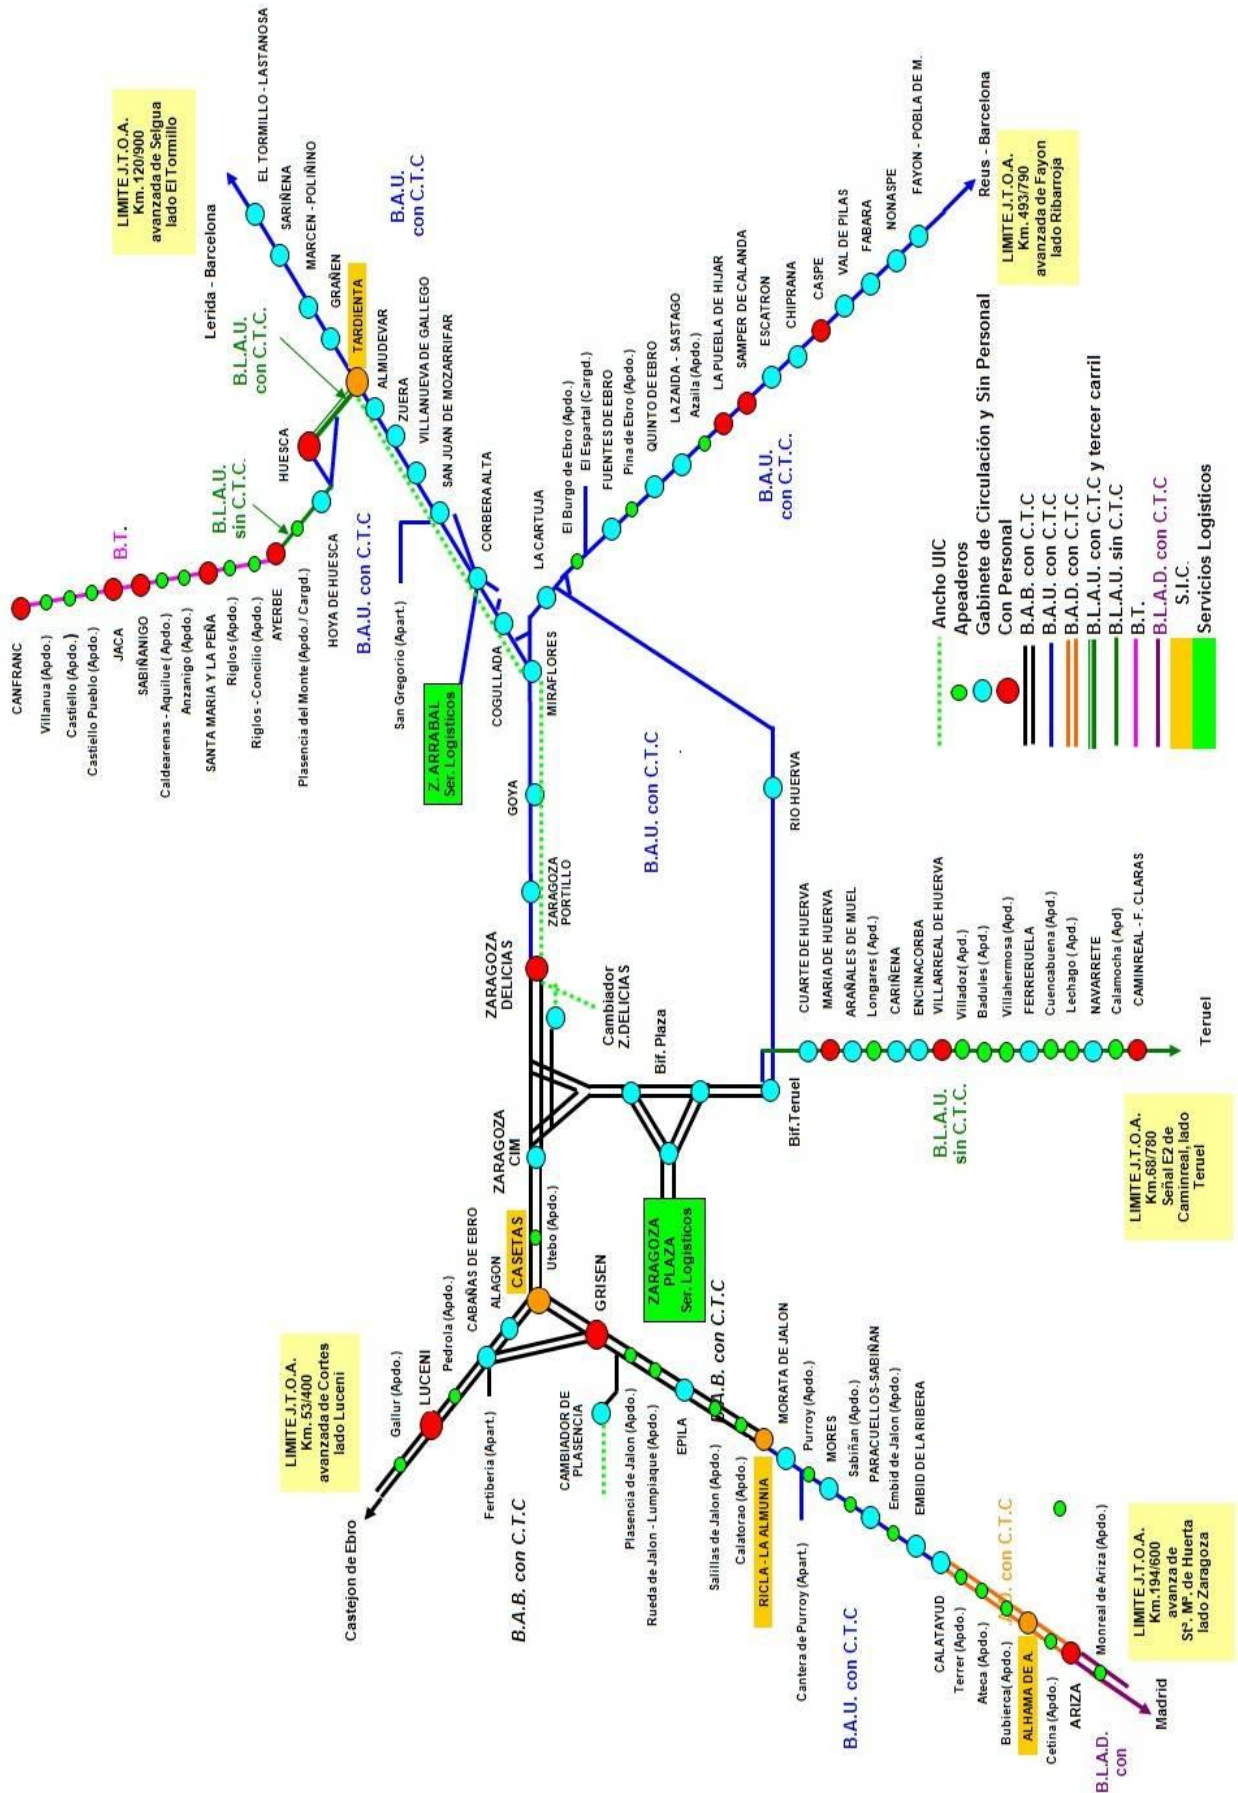 CANFRANC
Villanua (Apdo.)
Castiello (Apdo.)
Castiello Pueblo (Apdo.)
JACA
SABIÑANIGO
Caldearenas - Aquilue ( Apdo.)
Anzanigo (Apdo.)
SANTA MARIA Y LA PEÑA
Riglos (Apdo.)
Riglos - Concilio (Apdo.)
AYERBE
Plasencia del Monte (Apdo./ Cargd.)
HOYA DE HUESCA
B.T.
B.L.A.U.
sin C.T.C.
HUESCA
B.L.A.U.
con C.T.C.
LIMITE J.T.O.A.
Km. 120/900
avanzada de Selgua
lado El Tormillo
Lerida - Barcelona
EL TORMILLO - LASTANOSA
SARIÑENA
MARCEN - POLIÑINO
GRAÑEN
TARDIENTA
ALMUDEVAR
ZUERA
VILLANUEVA DE GALLEGO
SAN JUAN DE MOZARRIFAR
B.A.U.
con C.T.C
B.A.U. con C.T.C
San Gregorio (Apart.)
CORBERA ALTA
Z. ARRABAL
Ser. Logisticos
COGULLADA
MIRAFLORES
LA CARTUJA
El Burgo de Ebro (Apdo.)
El Espartal (Cargd.)
FUENTES DE EBRO
Pina de Ebro (Apdo.)
QUINTO DE EBRO
LA ZAIDA - SASTAGO
Azaila (Apdo.)
LA PUEBLA DE HIJAR
SAMPER DE CALANDA
ESCATRON
CHIPRANA
CASPE
VAL DE PILAS
FABARA
NONASPE
FAYON - POBLA DE M.
Reus - Barcelona
B.A.U.
con C.T.C.
LIMITE J.T.O.A.
Km. 493/790
avanzada de Fayon
lado Ribarroja
GOYA
ZARAGOZA
PORTILLO
ZARAGOZA
DELICIAS
Cambiador
Z.DELICIAS
B.A.U. con C.T.C
RIO HUERVA
Bif. Plaza
Bif.Teruel
ZARAGOZA
CIM
ZARAGOZA
PLAZA
Ser. Logisticos
Utebo (Apdo.)
CASETAS
ALAGON
CABAÑAS DE EBRO
Pedrola (Apdo.)
LUCENI
Gallur (Apdo.)
LIMITE J.T.O.A.
Km. 53/400
avanzada de Cortes
lado Luceni
Castejon de Ebro
Fertiberia (Apart.)
B.A.B. con C.T.C
GRISEN
CAMBIADOR DE
PLASENCIA
Plasencia de Jalon (Apdo.)
Rueda de Jalon - Lumpiaque (Apdo.)
EPILA
Salillas de Jalon (Apdo.)
Calatorao (Apdo.)
RICLA - LA ALMUNIA
.A.B. con C.T.C
MORATA DE JALON
Purroy (Apdo.)
MORES
Sabiñan (Apdo.)
PARACUELLOS-SABIÑAN
Embid de Jalon (Apdo.)
EMBID DE LA RIBERA
Cantera de Purroy (Apart.)
B.A.U. con C.T.C
CALATAYUD
Terrer (Apdo.)
Ateca (Apdo.)
Bubierca( Apdo.)
ALHAMA DE A.
Cetina (Apdo.)
ARIZA
Monreal de Ariza (Apdo.)
D. con C.T.C
B.L.A.D.
con
Madrid
LIMITE J.T.O.A.
Km.194/600
avanza de
Stª. Mª. de Huerta
lado Zaragoza
CUARTE DE HUERVA
MARIA DE HUERVA
ARAÑALES DE MUEL
Longares ( Apd.)
CARIÑENA
ENCINACORBA
VILLARREAL DE HUERVA
Villadoz( Apd.)
Badules ( Apd.)
Villahermosa (Apd.)
FERRERUELA
Cuencabuena (Apd.)
Lechago ( Apd.)
NAVARRETE
Calamocha ( Apd)
CAMINREAL - F. CLARAS
Teruel
B.L.A.U.
sin C.T.C.
LIMITE J.T.O.A.
Km.68/780
Señal E2 de
Caminreal, lado
Teruel
Ancho UIC
Apeaderos
Gabinete de Circulación y Sin Personal
Con Personal
B.A.B. con C.T.C
B.A.U. con C.T.C
B.A.D. con C.T.C
B.L.A.U. con C.T.C y tercer carril
B.L.A.U. sin C.T.C
B.T.
B.L.A.D. con C.T.C
S.I.C.
Servicios Logisticos